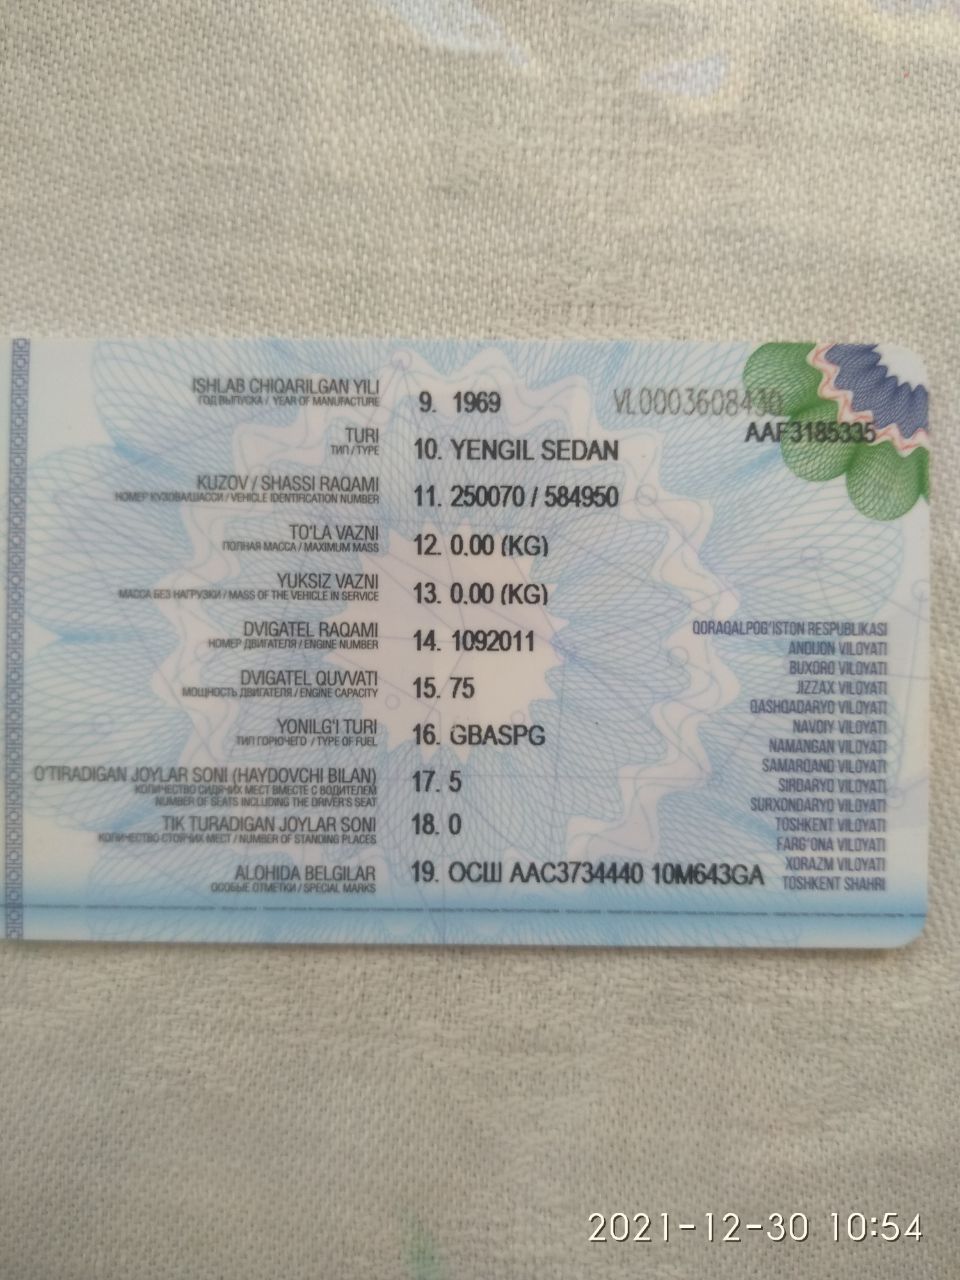 ISHLAB CHIQARILGAN YILI
ГОД ВЫПУСКА / YEAR OF MANUFACTURE
9. 1969
VL0003608430
AAF3185335
TURI
ТИП / TYPE
10. YENGIL SEDAN
KUZOV / SHASSI RAQAMI
НОМЕР КУЗОВА/ШАССИ / VEHICLE IDENTIFICATION NUMBER
11. 250070 / 584950
TO'LA VAZNI
ПОЛНАЯ МАССА / MAXIMUM MASS
12. 0.00 (KG)
YUKSIZ VAZNI
МАССА БЕЗ НАГРУЗКИ / MASS OF THE VEHICLE IN SERVICE
13. 0.00 (KG)
DVIGATEL RAQAMI
НОМЕР ДВИГАТЕЛЯ / ENGINE NUMBER
14. 1092011
DVIGATEL QUVVATI
МОЩНОСТЬ ДВИГАТЕЛЯ / ENGINE CAPACITY
15. 75
YONILG'I TURI
ТИП ГОРЮЧЕГО / TYPE OF FUEL
16. GBASPG
O'TIRADIGAN JOYLAR SONI (HAYDOVCHI BILAN)
КОЛИЧЕСТВО СИДЯЧИХ МЕСТ ВМЕСТЕ С ВОДИТЕЛЕМ
NUMBER OF SEATS INCLUDING THE DRIVER'S SEAT
17. 5
TIK TURADIGAN JOYLAR SONI
КОЛИЧЕСТВО СТОЯЧИХ МЕСТ / NUMBER OF STANDING PLACES
18. 0
ALOHIDA BELGILAR
ОСОБЫЕ ОТМЕТКИ / SPECIAL MARKS
19. ОСШ AAC3734440 10M643GA
QORAQALPOG'ISTON RESPUBLIKASI
ANDIJON VILOYATI
BUXORO VILOYATI
JIZZAX VILOYATI
QASHQADARYO VILOYATI
NAVOIY VILOYATI
NAMANGAN VILOYATI
SAMARQAND VILOYATI
SIRDARYO VILOYATI
SURXONDARYO VILOYATI
TOSHKENT VILOYATI
FARG'ONA VILOYATI
XORAZM VILOYATI
TOSHKENT SHAHRI
2021-12-30 10:54